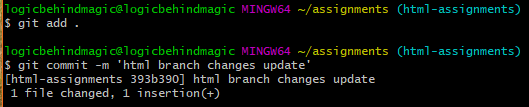 logicbehindmagic@logicbehindmagic MINGW64 ~/assignments (html-assignments)
$ git add .
logicbehindmagic@logicbehindmagic MINGW64 ~/assignments (html-assignments)
$ git commit -m 'html branch changes update'
[html-assignments 393b390] html branch changes update
1 file changed, 1 insertion(+)